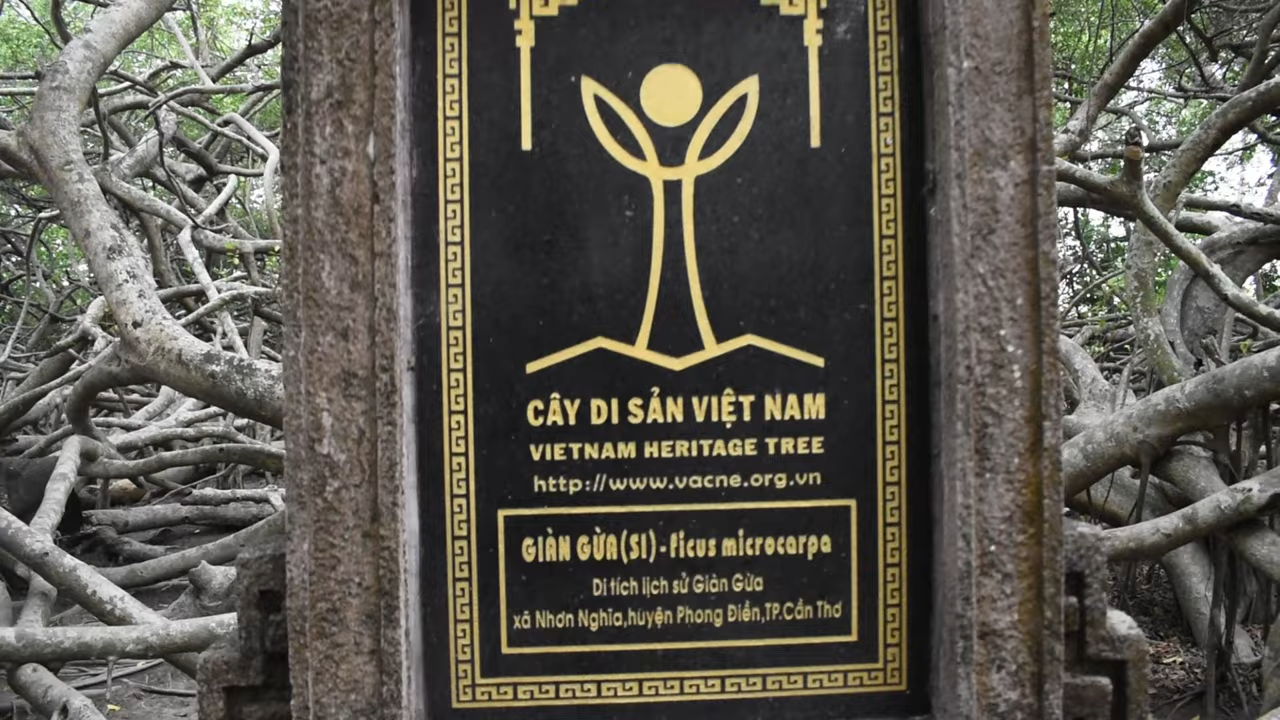 CÂY DI SẢN VIỆT NAM
VIETNAM HERITAGE TREE
http://www.vacne.org.vn
GIÀN GỪA(SI)-Ficus microcarpa
Di tích lịch sử Giàn Gừa
xã Nhơn Nghĩa,huyện Phong Điền,TP.Cần Thơ